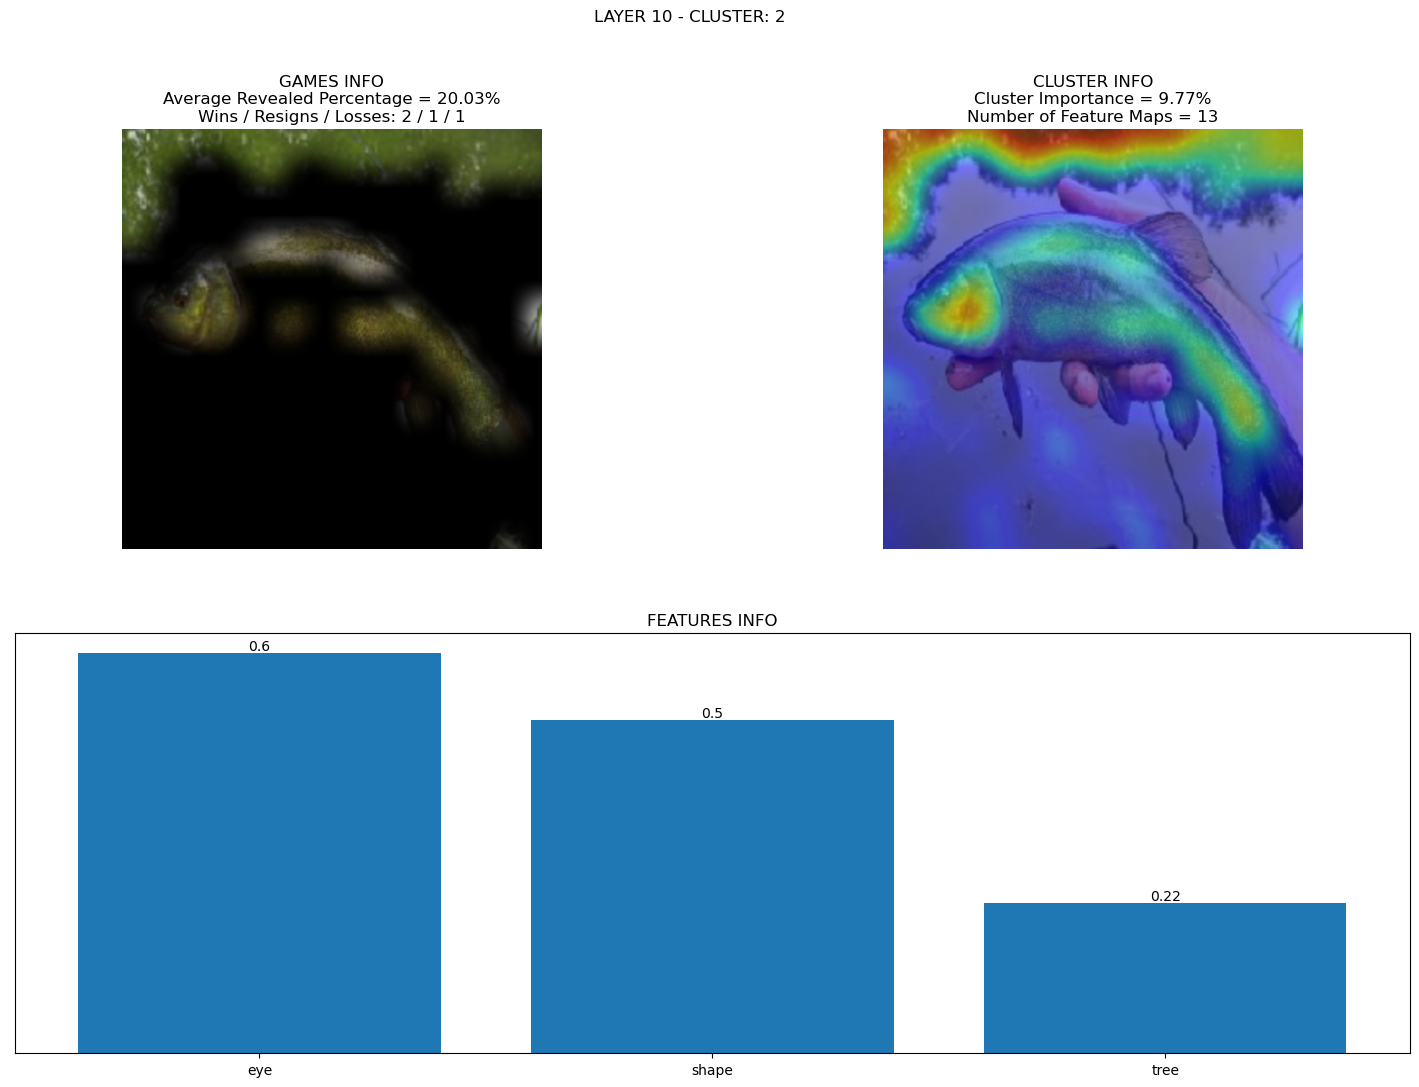 LAYER 10 - CLUSTER: 2
GAMES INFO
Average Revealed Percentage = 20.03%
Wins / Resigns / Losses: 2 / 1 / 1
CLUSTER INFO
Cluster Importance = 9.77%
Number of Feature Maps = 13
FEATURES INFO
0.6
0.5
0.22
eye
shape
tree